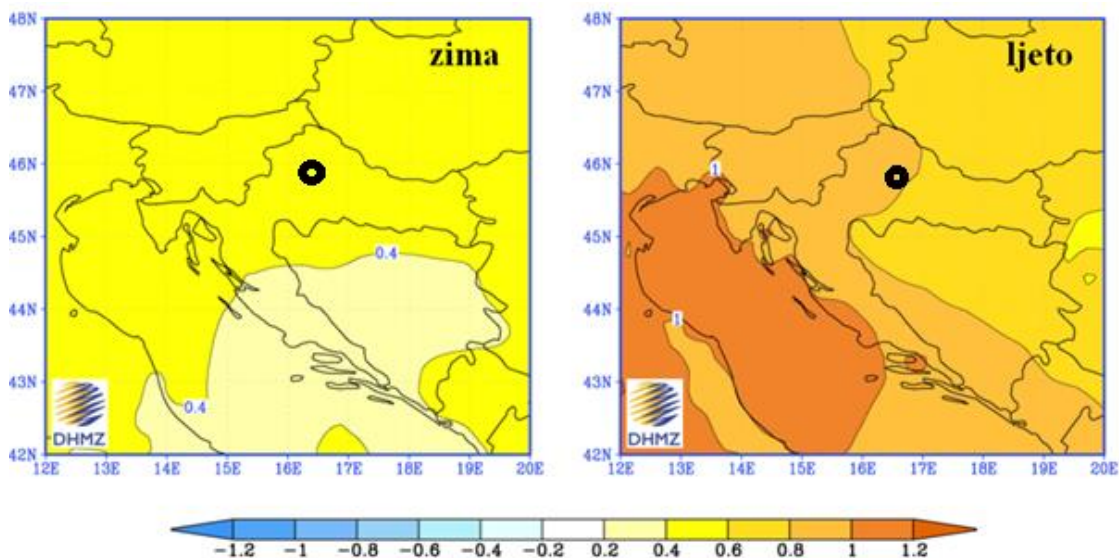 48N
47N
46N
45N
44N
43N
42N
12E 13E 14E 15E 16E 17E 18E 19E 20E
zima
0.4
0.4
DHMZ
48N
47N
46N
45N
44N
43N
42N
12E 13E 14E 15E 16E 17E 18E 19E 20E
ljeto
1
1
DHMZ
-1.2 -1 -0.8 -0.6 -0.4 -0.2 0.2 0.4 0.6 0.8 1 1.2